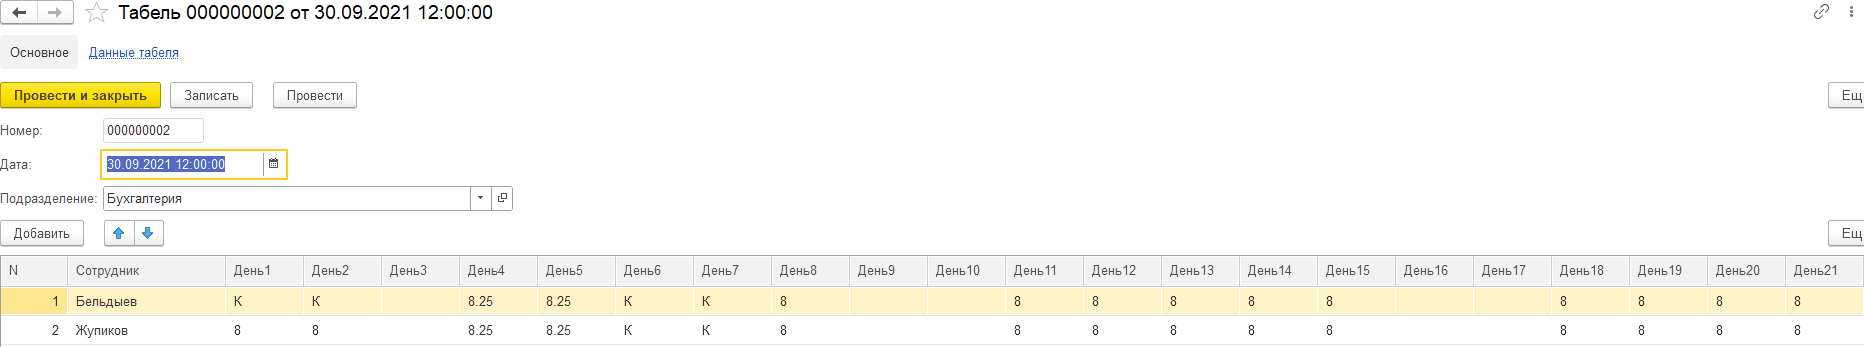 Табель 000000002 от 30.09.2021 12:00:00
Основное Данные табеля
Провести и закрыть Записать Провести Ещ
Номер: 000000002
Дата: 30.09.2021 12:00:00
Подразделение: Бухгалтерия
Добавить Ещ
N Сотрудник День1 День2 День3 День4 День5 День6 День7 День8 День9 День10 День11 День12 День13 День14 День15 День16 День17 День18 День19 День20 День21
1 Бельдыев К К 8.25 8.25 К К 8 8 8 8 8 8 8 8 8 8
2 Жупиков 8 8 8.25 8.25 К К 8 8 8 8 8 8 8 8 8 8